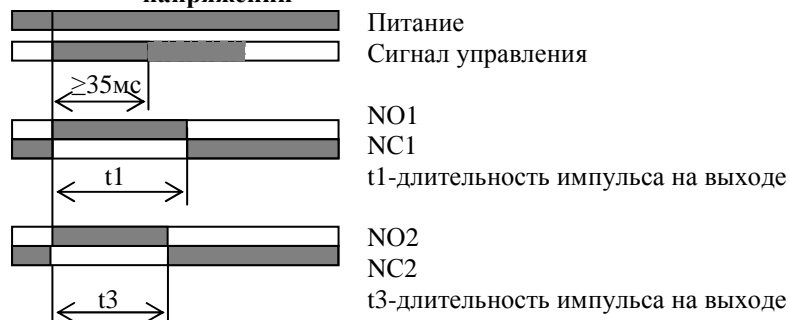 напряжении
Питание
Сигнал управления
≥35мс
NO1
NC1
t1
t1-длительность импульса на выходе
NO2
NC2
t3
t3-длительность импульса на выходе